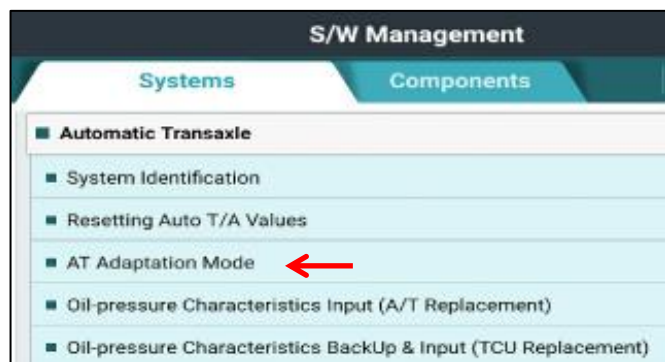 S/W Management
Systems
Components
Automatic Transaxle
System Identification
Resetting Auto T/A Values
AT Adaptation Mode
Oil-pressure Characteristics Input (A/T Replacement)
Oil-pressure Characteristics BackUp & Input (TCU Replacement)